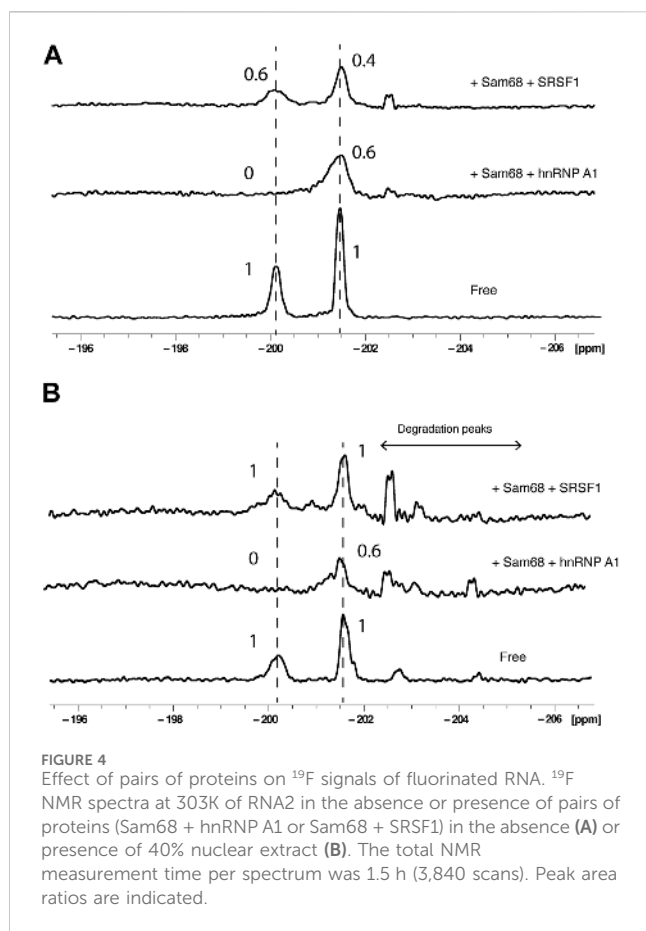 A
0.6
0.4
+ Sam68 + SRSF1
0
0.6
+ Sam68 + hnRNP A1
1
1
Free
-196
-198
-200
-202
-204
-206
[ppm]
B
Degradation peaks
1
1
+ Sam68 + SRSF1
0
0.6
+ Sam68 + hnRNP A1
1
1
Free
-196
-198
-200
-202
-204
-206
[ppm]
FIGURE 4
Effect of pairs of proteins on ¹⁹F signals of fluorinated RNA. ¹⁹F
NMR spectra at 303K of RNA2 in the absence or presence of pairs of
proteins (Sam68 + hnRNP A1 or Sam68 + SRSF1) in the absence (A) or
presence of 40% nuclear extract (B). The total NMR
measurement time per spectrum was 1.5 h (3,840 scans). Peak area
ratios are indicated.